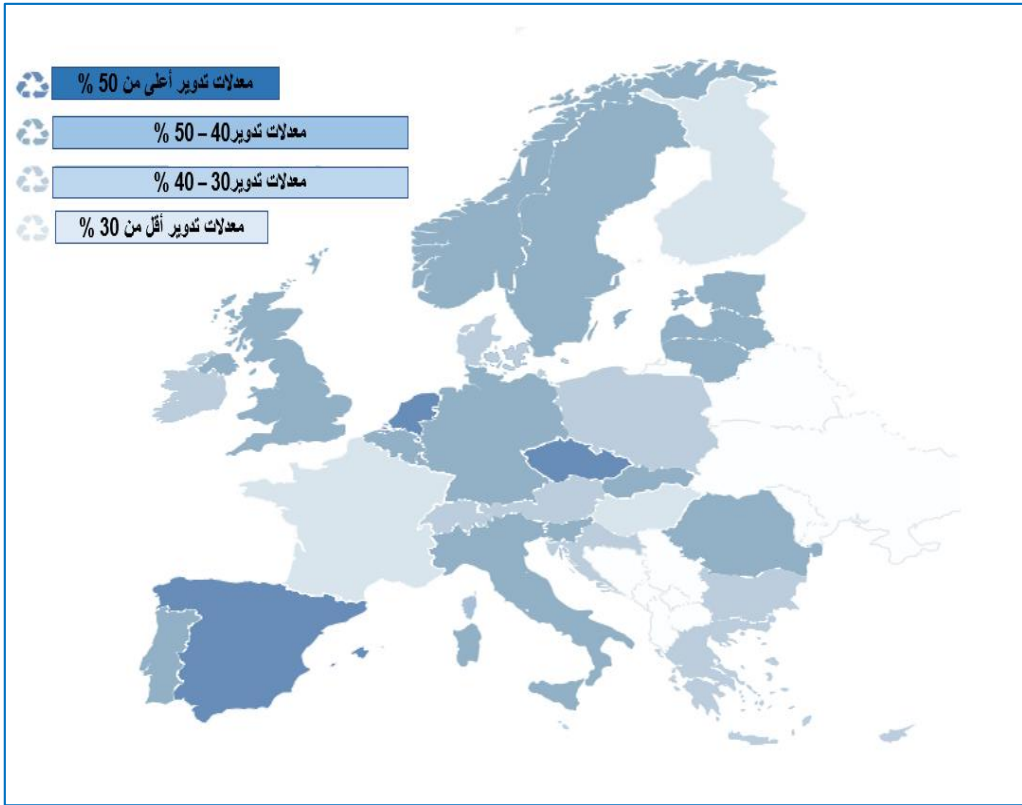 معدلات تدوير أعلى من 50 %
معدلات تدوير40 – 50 %
معدلات تدوير30 – 40 %
معدلات تدوير أقل من 30 %